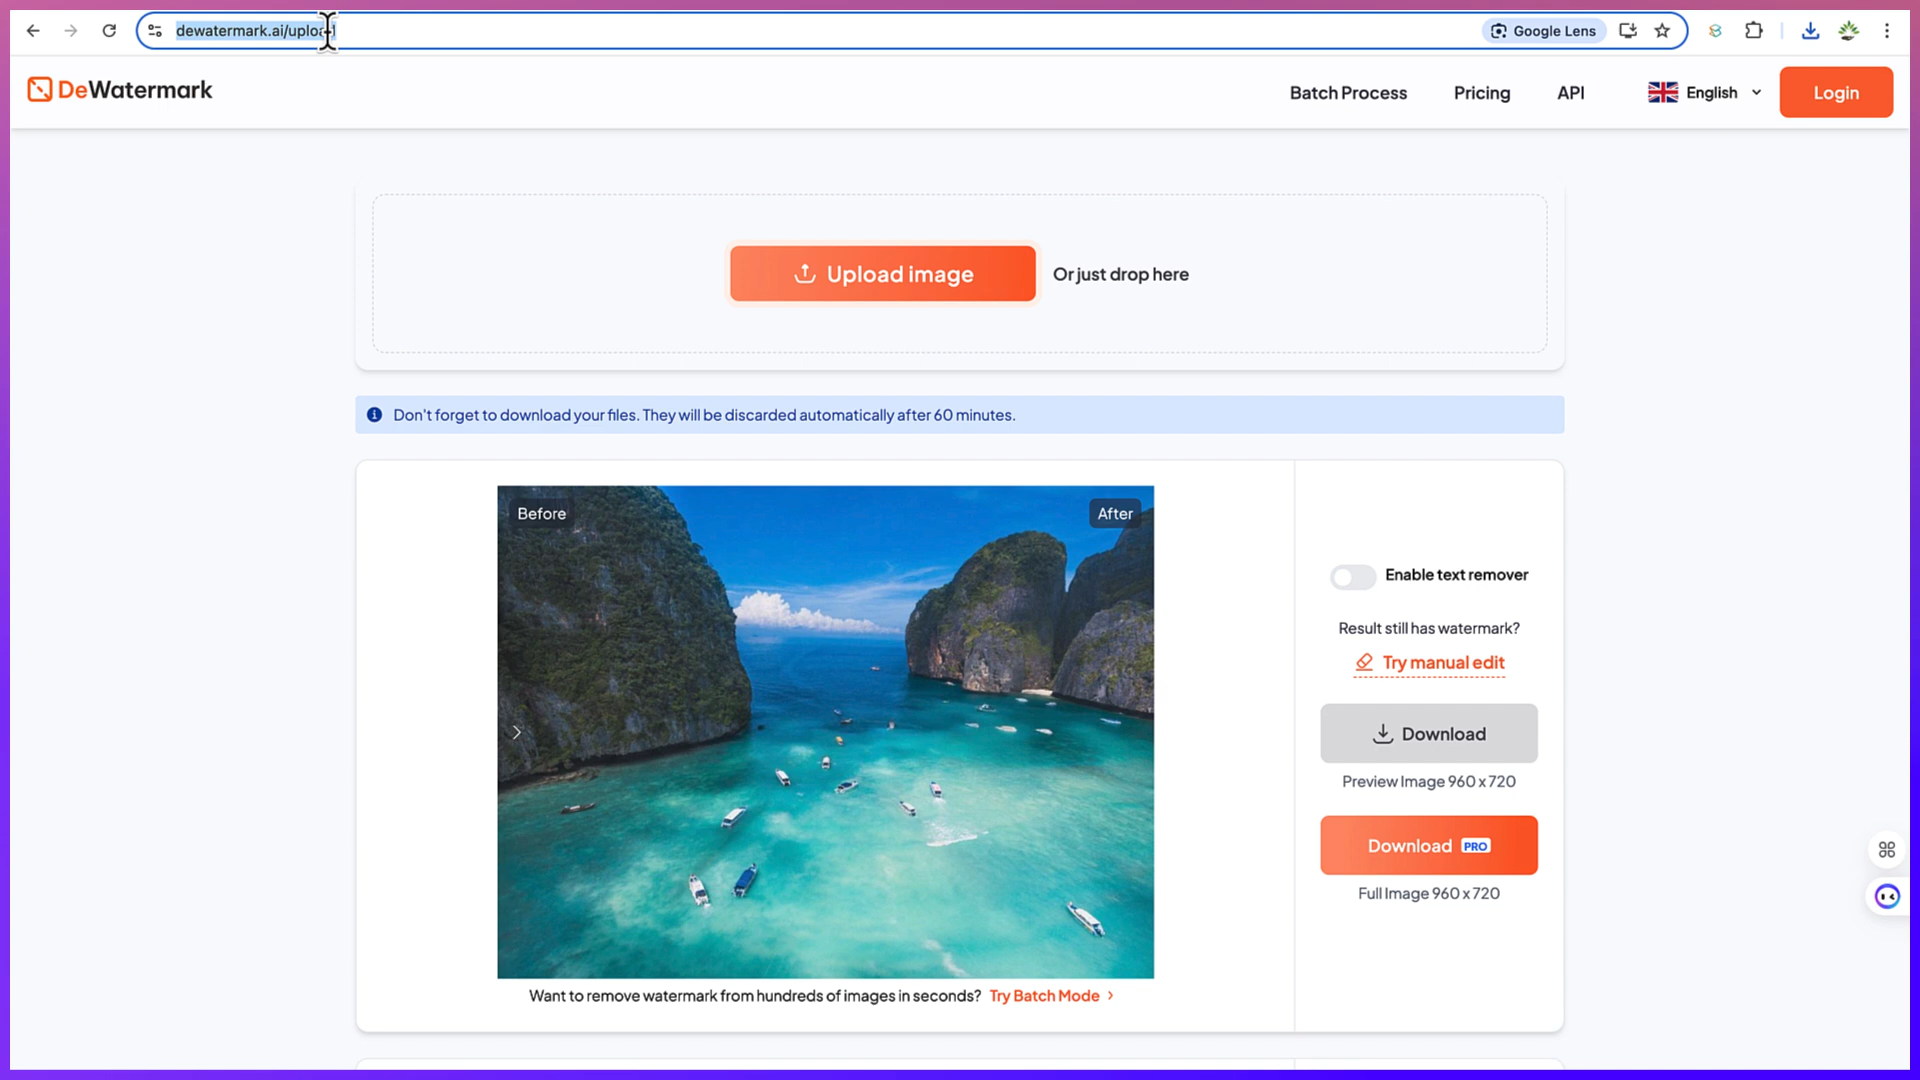 dewatermark.ai/upload
Google Lens
DeWatermark
Batch Process
Pricing
API
English
Login
Upload image
Or just drop here
Don't forget to download your files. They will be discarded automatically after 60 minutes.
Before
After
Enable text remover
Result still has watermark?
Try manual edit
Download
Preview Image 960 x 720
Download PRO
Full Image 960 x 720
Want to remove watermark from hundreds of images in seconds? Try Batch Mode